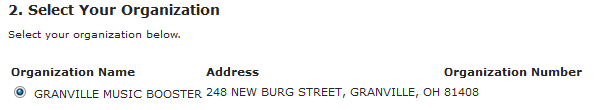 2. Select Your Organization
Select your organization below.
Organization Name Address Organization Number
GRANVILLE MUSIC BOOSTER 248 NEW BURG STREET, GRANVILLE, OH 81408